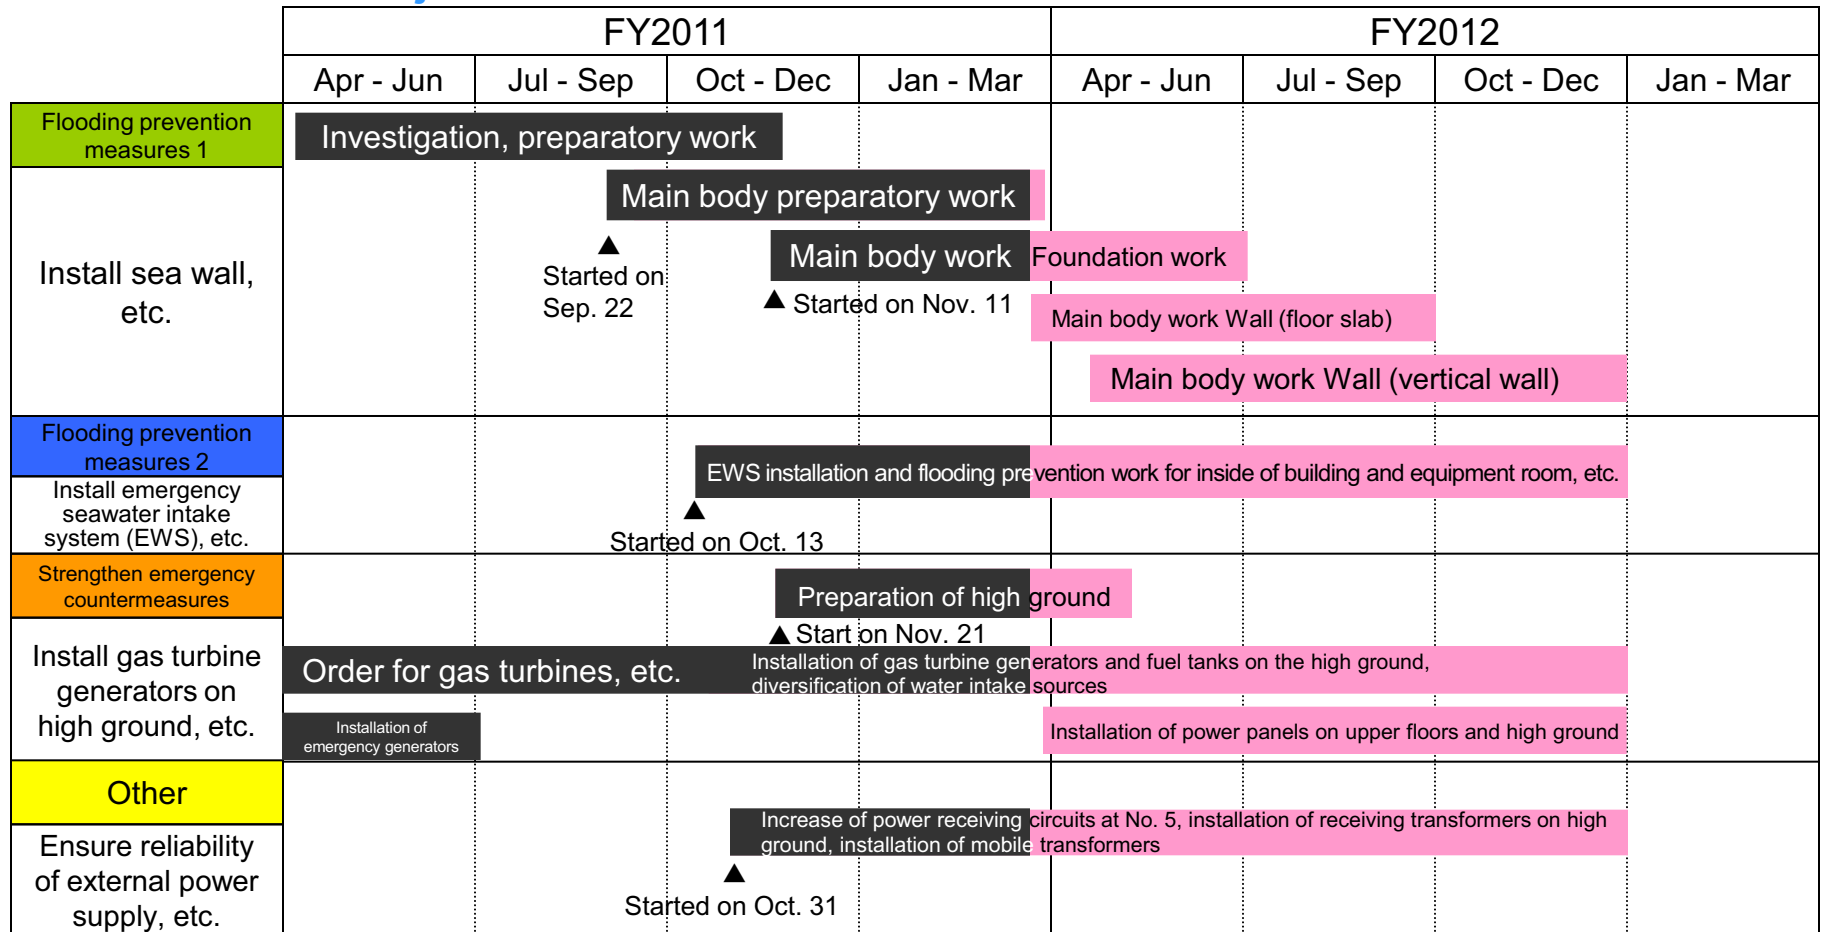 FY2011
FY2012
Apr - Jun
Jul - Sep
Oct - Dec
Jan - Mar
Apr - Jun
Jul - Sep
Oct - Dec
Jan - Mar
Flooding prevention
measures 1
Investigation, preparatory work
Install sea wall,
etc.
Main body preparatory work
Started on
Sep. 22
Main body work
Foundation work
Started on Nov. 11
Main body work Wall (floor slab)
Main body work Wall (vertical wall)
Flooding prevention
measures 2
Install emergency
seawater intake
system (EWS), etc.
EWS installation and flooding prevention work for inside of building and equipment room, etc.
Started on Oct. 13
Strengthen emergency
countermeasures
Install gas turbine
generators on
high ground, etc.
Preparation of high ground
Start on Nov. 21
Order for gas turbines, etc.
Installation of gas turbine generators and fuel tanks on the high ground,
diversification of water intake sources
Installation of
emergency generators
Installation of power panels on upper floors and high ground
Other
Ensure reliability
of external power
supply, etc.
Increase of power receiving circuits at No. 5, installation of receiving transformers on high
ground, installation of mobile transformers
Started on Oct. 31